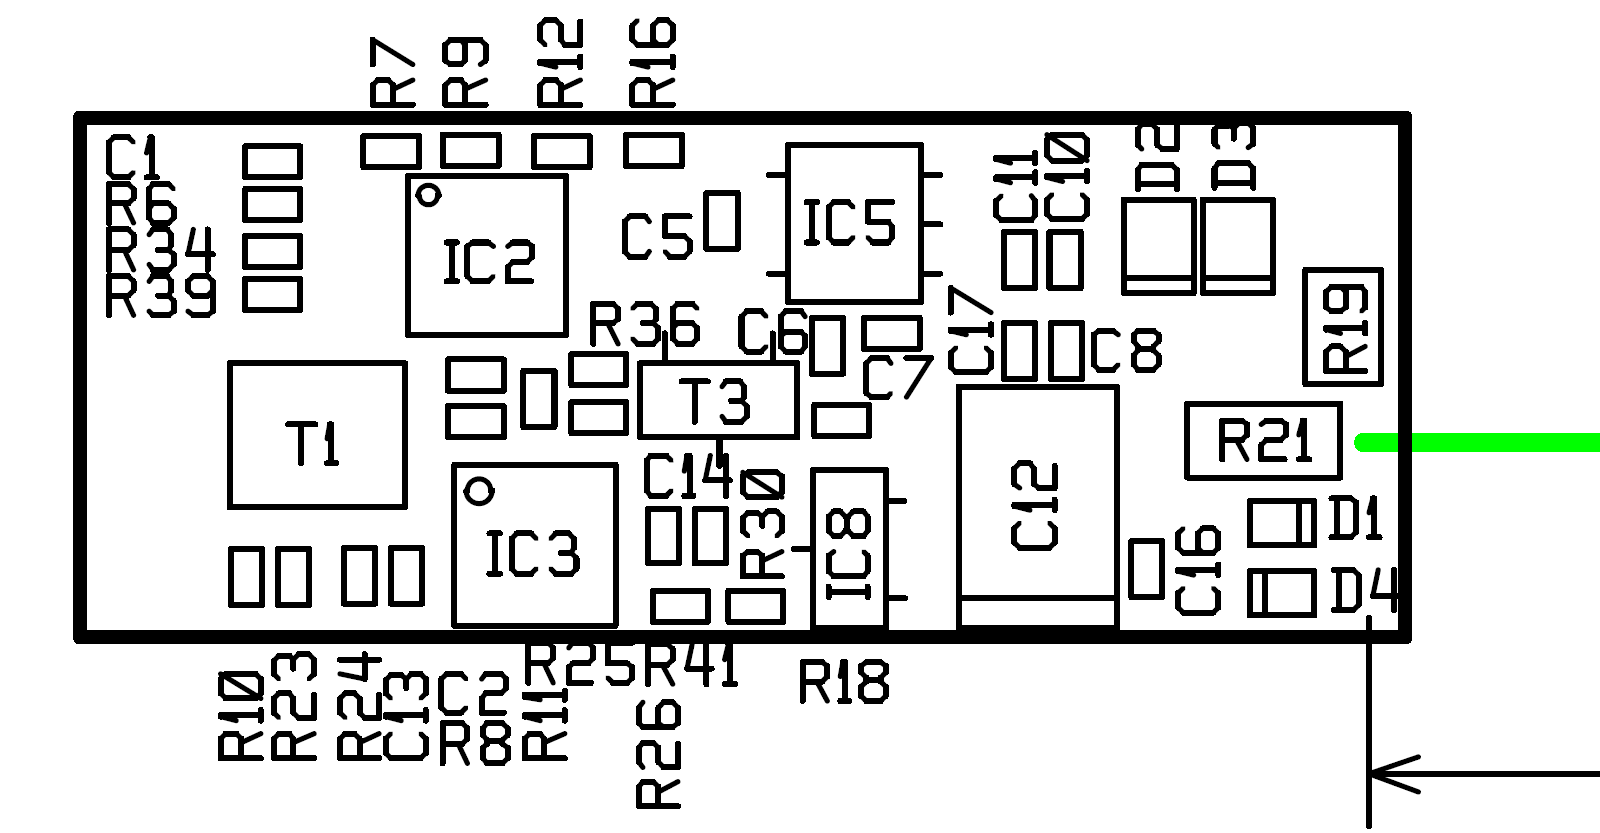 R7
R9
R12
R16
C1
R6
R34
R39
IC2
C5
IC5
C11
C10
D2
D3
R19
R36
C6
C7
C17
C8
T1
T3
R21
IC3
C14
R30
IC8
C12
C16
D1
D4
R10
R23
R24
C13
C2
R8
R11
R25
R41
R26
R18